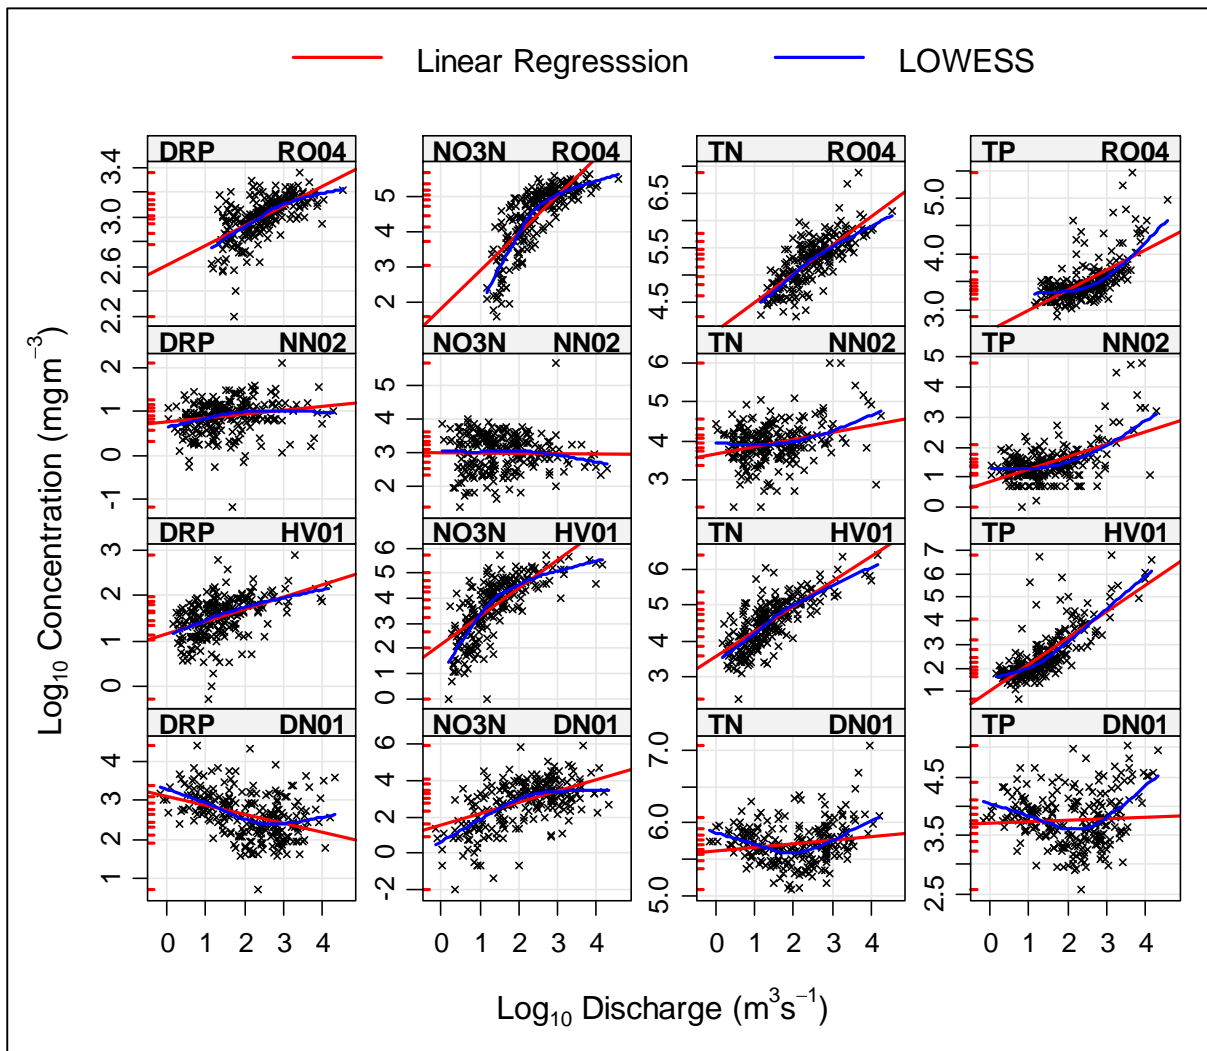 Linear Regresssion LOWESS
DRP RO04 NO3N RO04 TN RO04 TP RO04
3.4 3.0 2.6 2.2
5 4 3 2
6.5 5.5 4.5
5.0 4.0 3.0
DRP NN02 NO3N NN02 TN NN02 TP NN02
2 1 0 -1
5 3 2
6 5 4 3
5 4 3 2 1 0
DRP HV01 NO3N HV01 TN HV01 TP HV01
3 2 1 0
6 5 4 3 2 1 0
6 5 4 3
7 6 5 4 3 2 1
DRP DN01 NO3N DN01 TN DN01 TP DN01
4 3 2 1
6 4 2 0 -2
7.0 6.0 5.0
4.5 3.5 2.5
0 1 2 3 4 0 1 2 3 4 0 1 2 3 4 0 1 2 3 4
Log₁₀ Concentration (mgm⁻³)
Log₁₀ Discharge (m³s⁻¹)